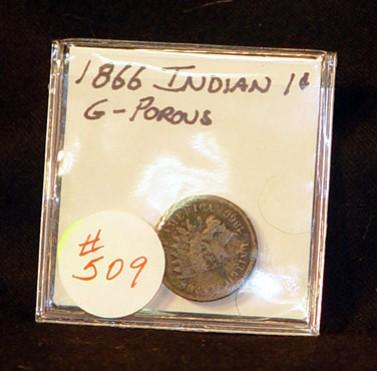 1866 INDIAN 1¢
G-POROUS
#
509